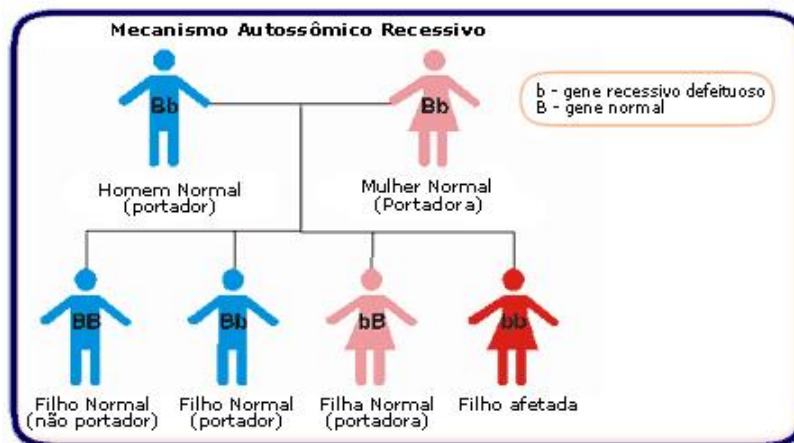 Mecanismo Autossômico Recessivo
b - gene recessivo defeituoso
B - gene normal
Bb
Bb
Homem Normal
(portador)
Mulher Normal
(Portadora)
BB
Bb
bB
bb
Filho Normal
(não portador)
Filho Normal
(portador)
Filha Normal
(portadora)
Filho afetada